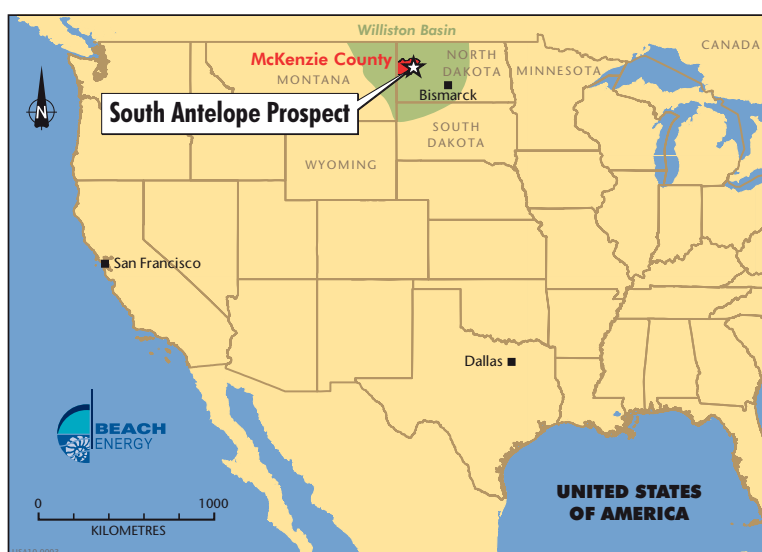 Williston Basin
CANADA
McKenzie County
NORTH
DAKOTA
MONTANA
MINNESOTA
Bismarck
South Antelope Prospect
N
SOUTH
DAKOTA
WYOMING
San Francisco
Dallas
BEACH
ENERGY
UNITED STATES
OF AMERICA
0 1000
KILOMETRES